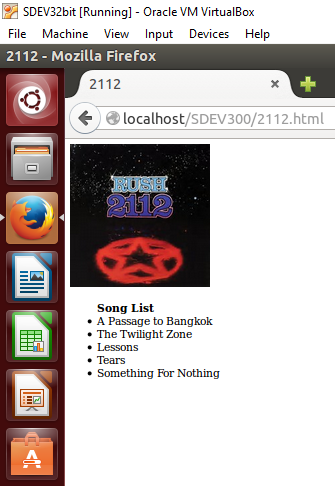 SDEV32bit [Running] - Oracle VM VirtualBox
File Machine View Input Devices Help
2112 - Mozilla Firefox
2112
localhost/SDEV300/2112.html
RUSH
2112
Song List
A Passage to Bangkok
The Twilight Zone
Lessons
Tears
Something For Nothing